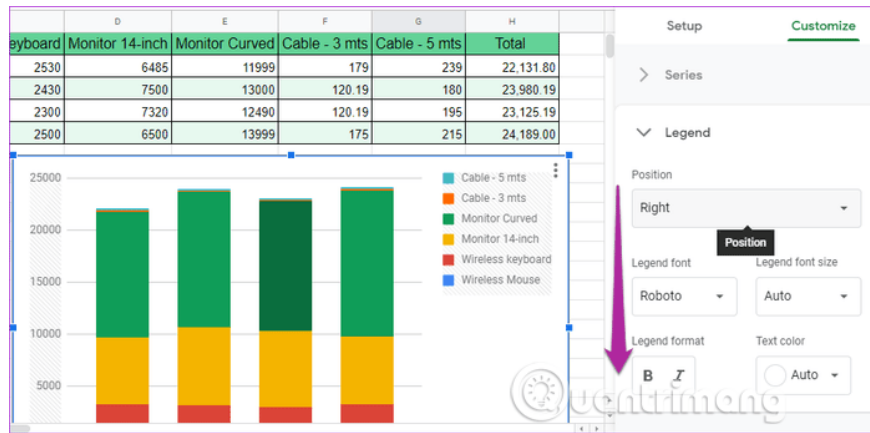 D E F G H
eyboard Monitor 14-inch Monitor Curved Cable - 3 mts Cable - 5 mts Total
2530 6485 11999 179 239 22,131.80
2430 7500 13000 120.19 180 23,980.19
2300 7320 12490 120.19 195 23,125.19
2500 6500 13999 175 215 24,189.00
25000
20000
15000
10000
5000
Cable - 5 mts
Cable - 3 mts
Monitor Curved
Monitor 14-inch
Wireless keyboard
Wireless Mouse
Setup Customize
Series
Legend
Position
Right
Position
Legend font Legend font size
Roboto Auto
Legend format Text color
B I Auto
Quantrimang